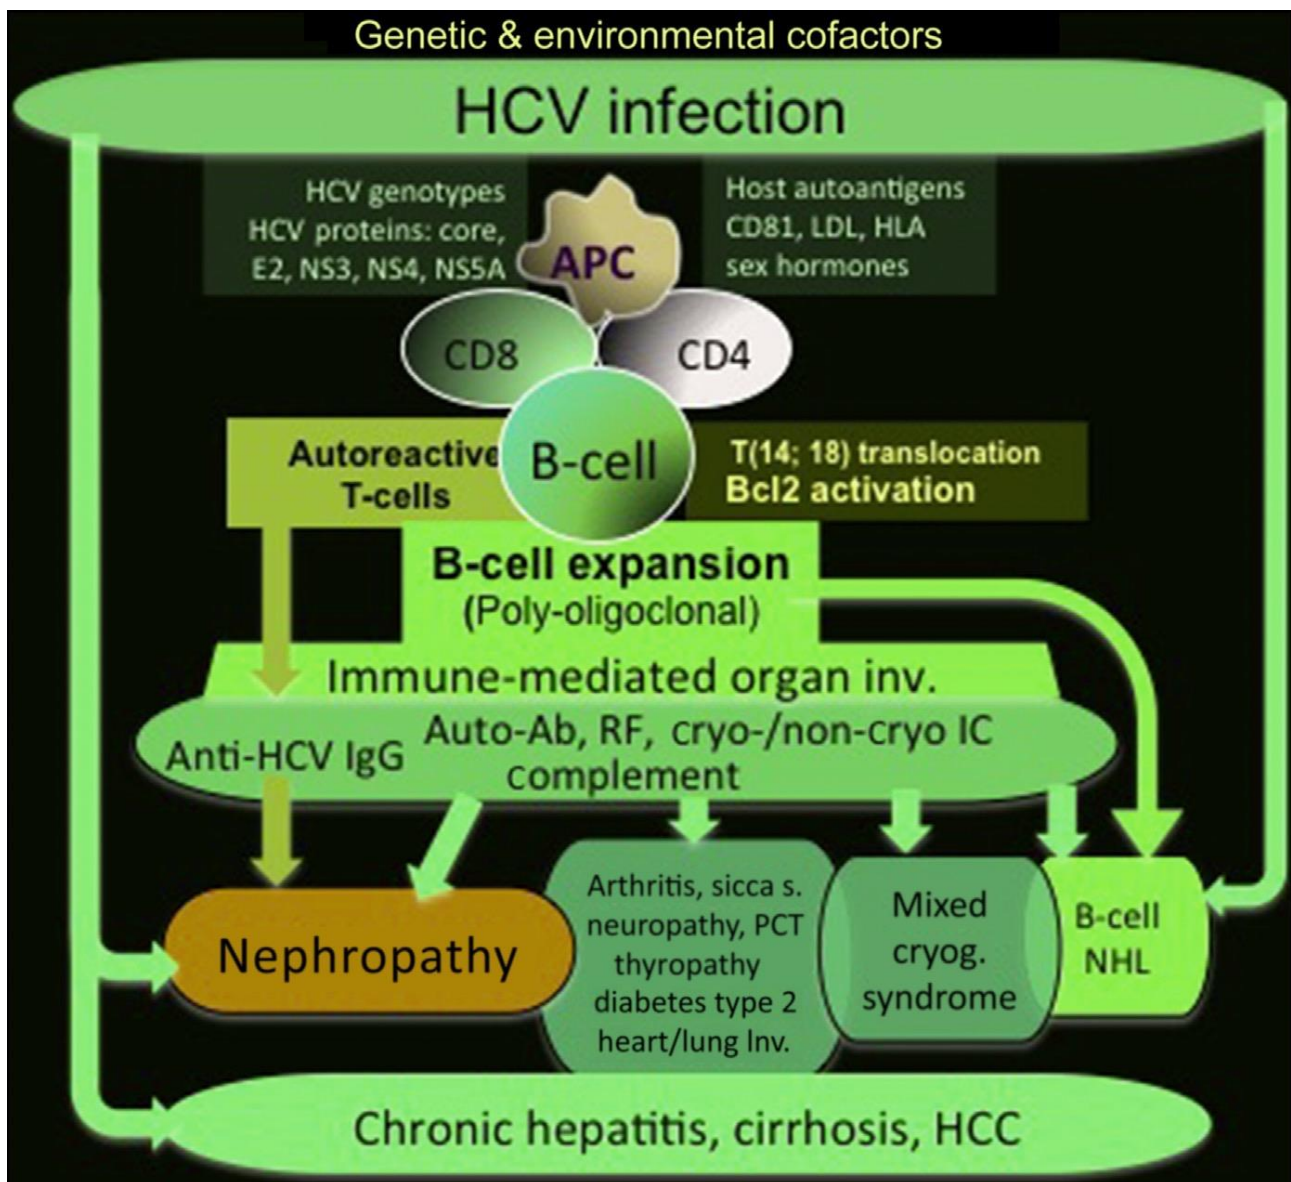 Genetic & environmental cofactors
HCV infection
HCV genotypes
HCV proteins: core,
E2, NS3, NS4, NS5A
APC
Host autoantigens
CD81, LDL, HLA
sex hormones
CD8
CD4
Autoreactive
T-cells
B-cell
T(14; 18) translocation
Bcl2 activation
B-cell expansion
(Poly-oligoclonal)
Immune-mediated organ inv.
Anti-HCV IgG
Auto-Ab, RF, cryo-/non-cryo IC
complement
Nephropathy
Arthritis, sicca s.
neuropathy, PCT
thyropathy
diabetes type 2
heart/lung Inv.
Mixed
cryog.
syndrome
B-cell
NHL
Chronic hepatitis, cirrhosis, HCC